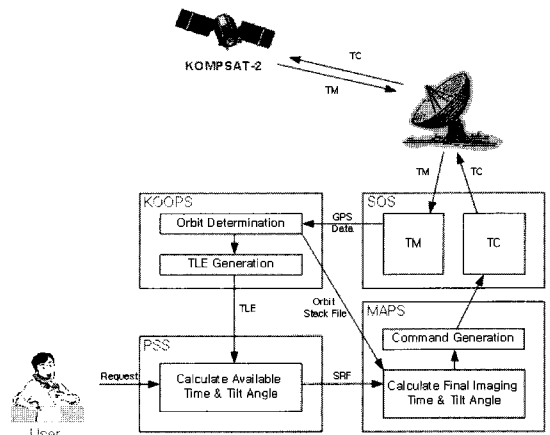 KOMPSAT-2
TC
TM
TM
TC
KOOPS
Orbit Determination
TLE Generation
GPS
Data
SOS
TM
TC
TLE
Orbit
Stack File
MAPS
Command Generation
Calculate Final Imaging
Time & Tilt Angle
PSS
Calculate Available
Time & Tilt Angle
Request
SRF
User